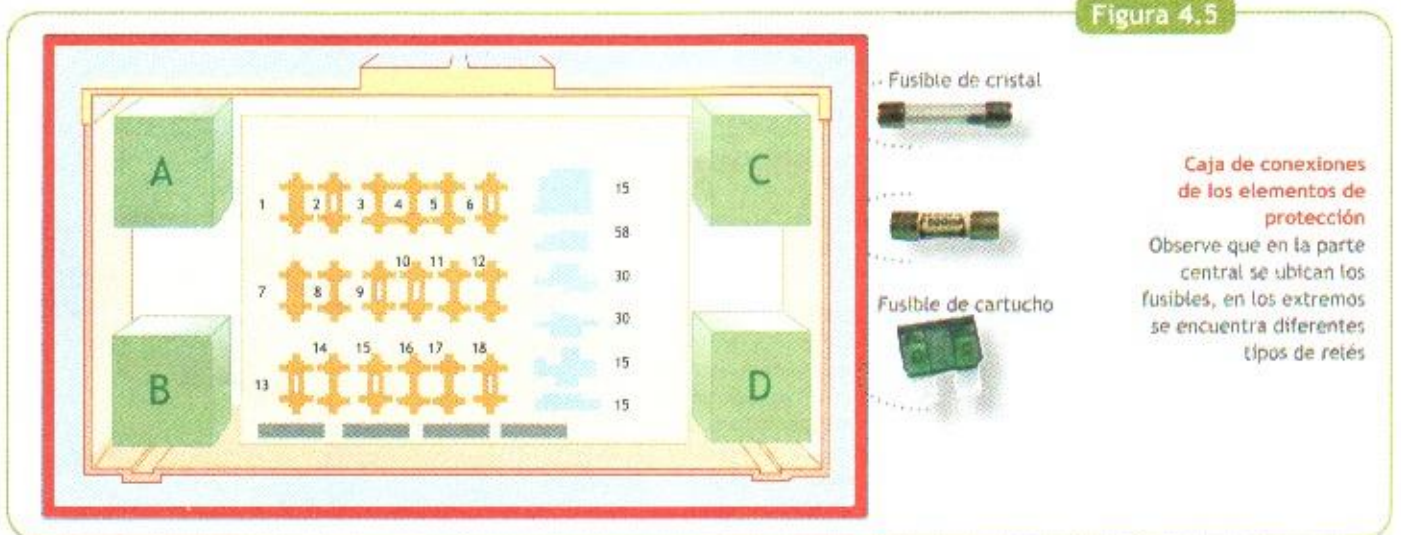 Figura 4.5
Fusible de cristal
Fusible de cartucho
Caja de conexiones
de los elementos de
protección
Observe que en la parte
central se ubican los
fusibles, en los extremos
se encuentra diferentes
tipos de relés
A
B
C
D
1 2 3 4 5 6
10 11 12
7 8 9
14 15 16 17 18
13
15
58
30
30
15
15